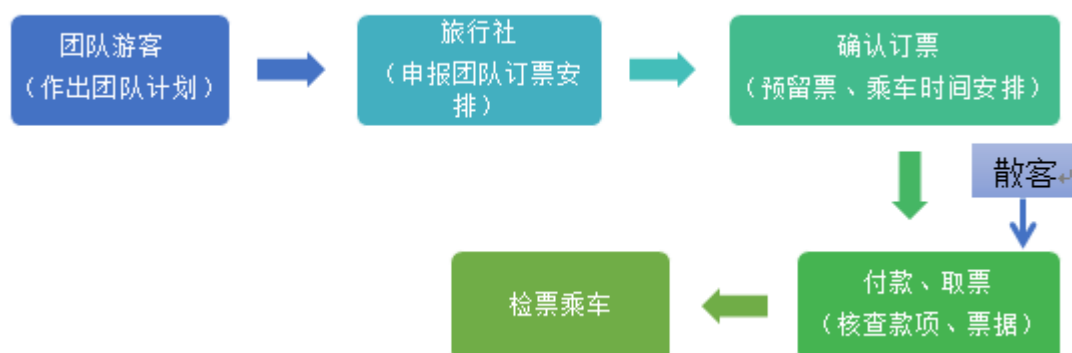 团队游客
（作出团队计划）
旅行社
（申报团队订票安
排）
确认订票
（预留票、乘车时间安排）
散客
付款、取票
（核查款项、票据）
检票乘车